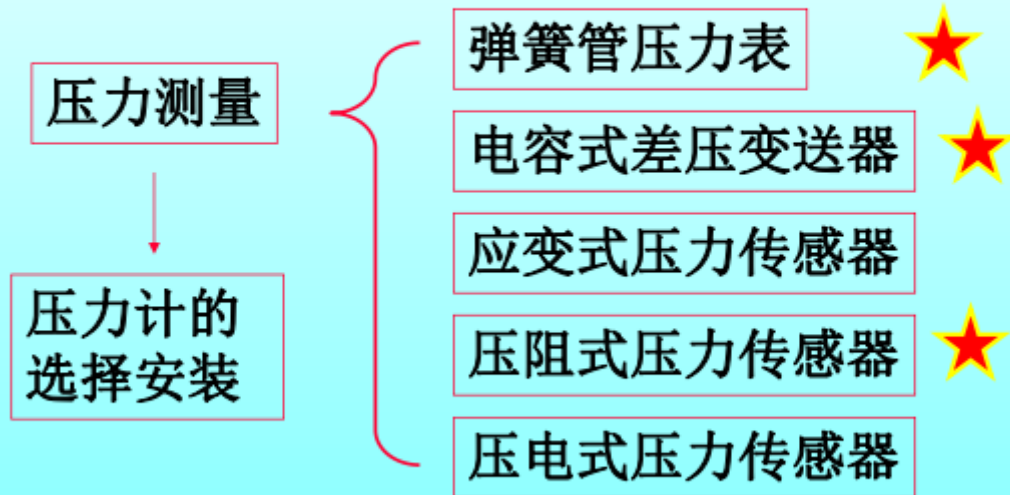 压力测量
压力计的
选择安装
弹簧管压力表
电容式差压变送器
应变式压力传感器
压阻式压力传感器
压电式压力传感器